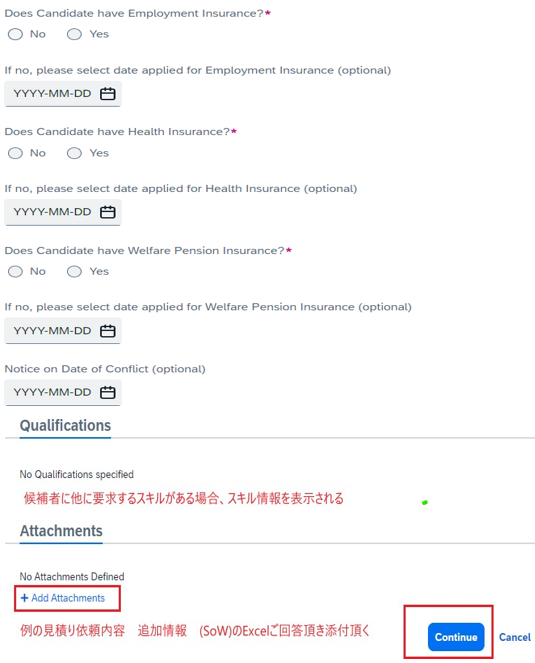 Does Candidate have Employment Insurance?*
No Yes
If no, please select date applied for Employment Insurance (optional)
YYYY-MM-DD
Does Candidate have Health Insurance?*
No Yes
If no, please select date applied for Health Insurance (optional)
YYYY-MM-DD
Does Candidate have Welfare Pension Insurance?*
No Yes
If no, please select date applied for Welfare Pension Insurance (optional)
YYYY-MM-DD
Notice on Date of Conflict (optional)
YYYY-MM-DD
Qualifications
No Qualifications specified
候補者に他に要求するスキルがある場合、スキル情報を表示される
Attachments
No Attachments Defined
+ Add Attachments
例の見積り依頼内容 追加情報 (SoW)のExcelご回答頂き添付頂く
Continue Cancel